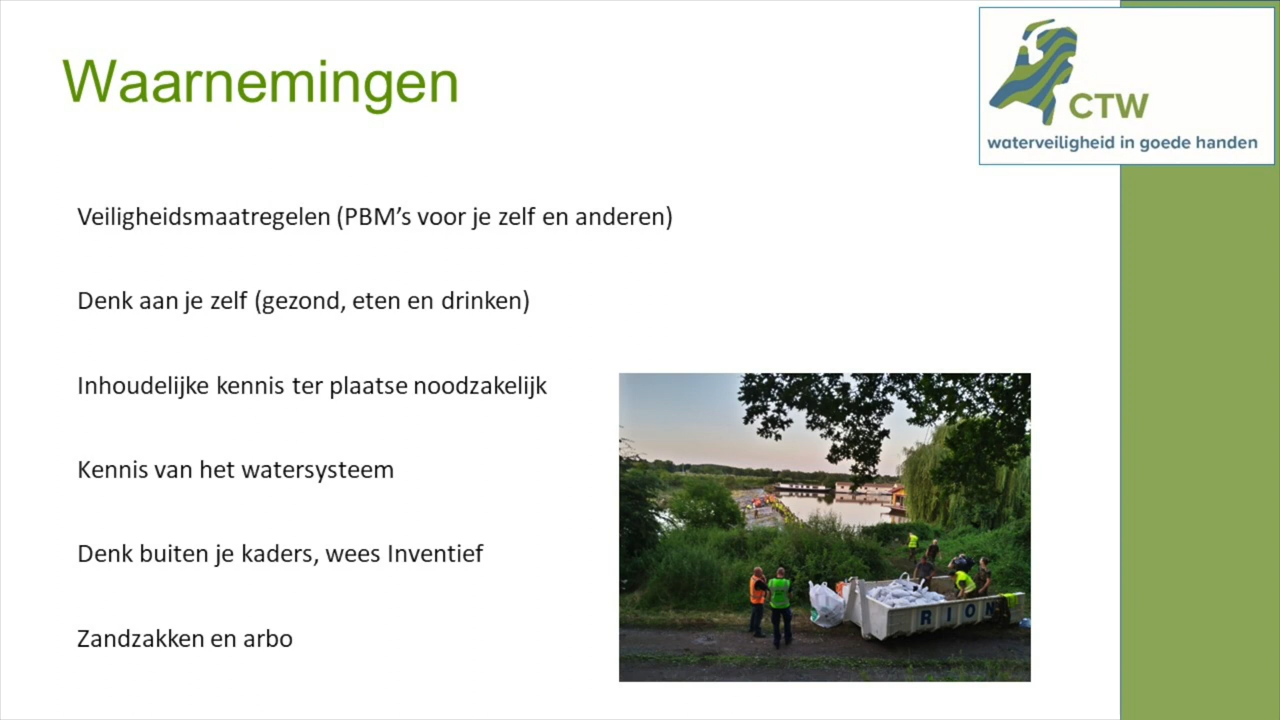 Waarnemingen
CTW
waterveiligheid in goede handen
Veiligheidsmaatregelen (PBM’s voor je zelf en anderen)
Denk aan je zelf (gezond, eten en drinken)
Inhoudelijke kennis ter plaatse noodzakelijk
Kennis van het watersysteem
Denk buiten je kaders, wees Inventief
Zandzakken en arbo
RION